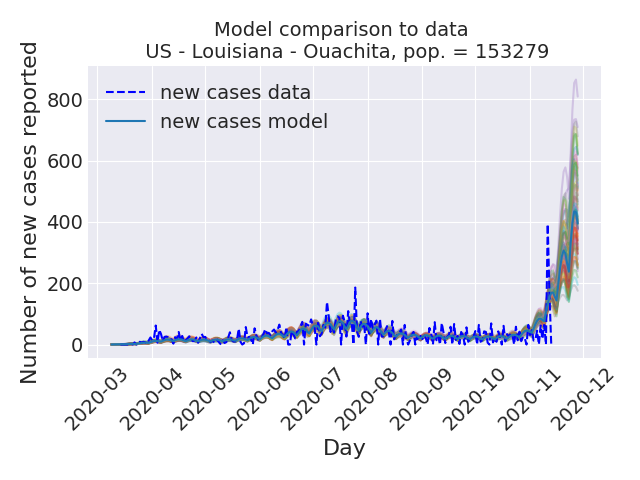 Model comparison to data
US - Louisiana - Ouachita, pop. = 153279
Number of new cases reported
800
600
400
200
0
new cases data
new cases model
2020-03
2020-04
2020-05
2020-06
2020-07
2020-08
2020-09
2020-10
2020-11
2020-12
Day